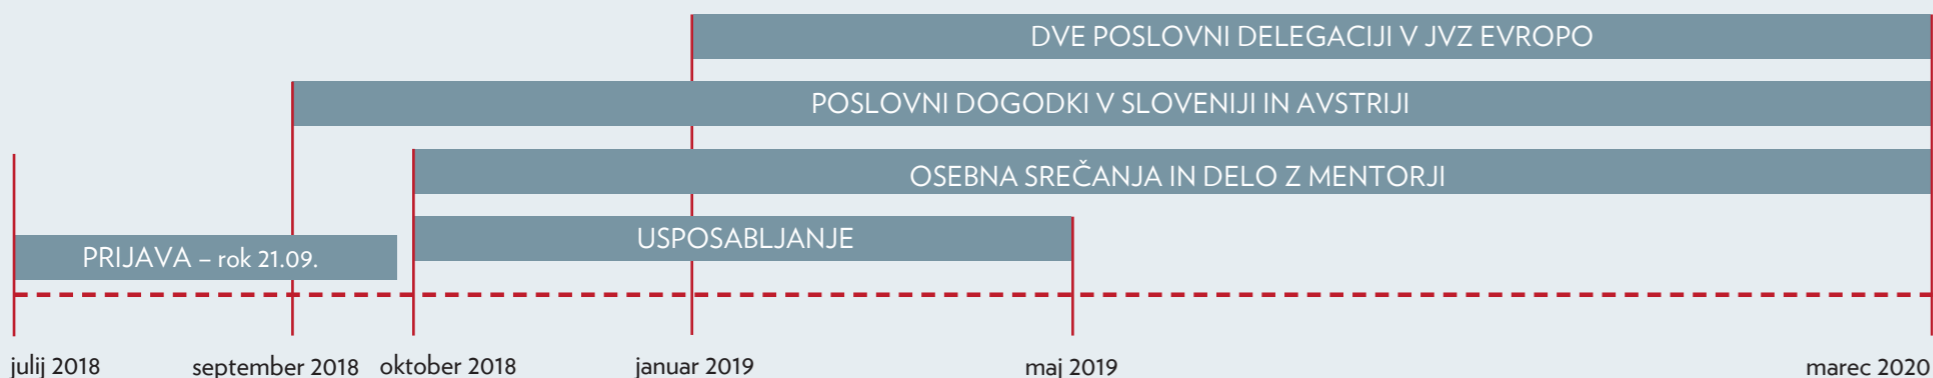 DVE POSLOVNI DELEGACIJI V JVZ EVROPO
POSLOVNI DOGODKI V SLOVENIJI IN AVSTRIJI
OSEBNA SREČANJA IN DELO Z MENTORJI
USPOSABLJANJE
PRIJAVA – rok 21.09.
julij 2018
september 2018
oktober 2018
januar 2019
maj 2019
marec 2020